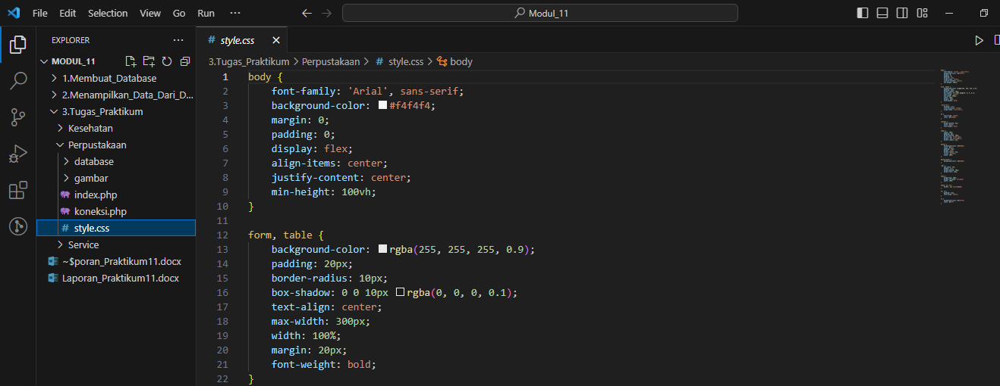 File Edit Selection View Go Run ··· Modul_11
EXPLORER ···
MODUL_11
1.Membuat_Database
2.Menampilkan_Data_Dari_D...
3.Tugas_Praktikum
Kesehatan
Perpustakaan
database
gambar
index.php
koneksi.php
# style.css
Service
~$poran_Praktikum11.docx
Laporan_Praktikum11.docx
# style.css
3.Tugas_Praktikum > Perpustakaan > # style.css > body
1 body {
2 font-family: 'Arial', sans-serif;
3 background-color: #f4f4f4;
4 margin: 0;
5 padding: 0;
6 display: flex;
7 align-items: center;
8 justify-content: center;
9 min-height: 100vh;
10 }
11
12 form, table {
13 background-color: rgba(255, 255, 255, 0.9);
14 padding: 20px;
15 border-radius: 10px;
16 box-shadow: 0 0 10px rgba(0, 0, 0, 0.1);
17 text-align: center;
18 max-width: 300px;
19 width: 100%;
20 margin: 20px;
21 font-weight: bold;
22 }